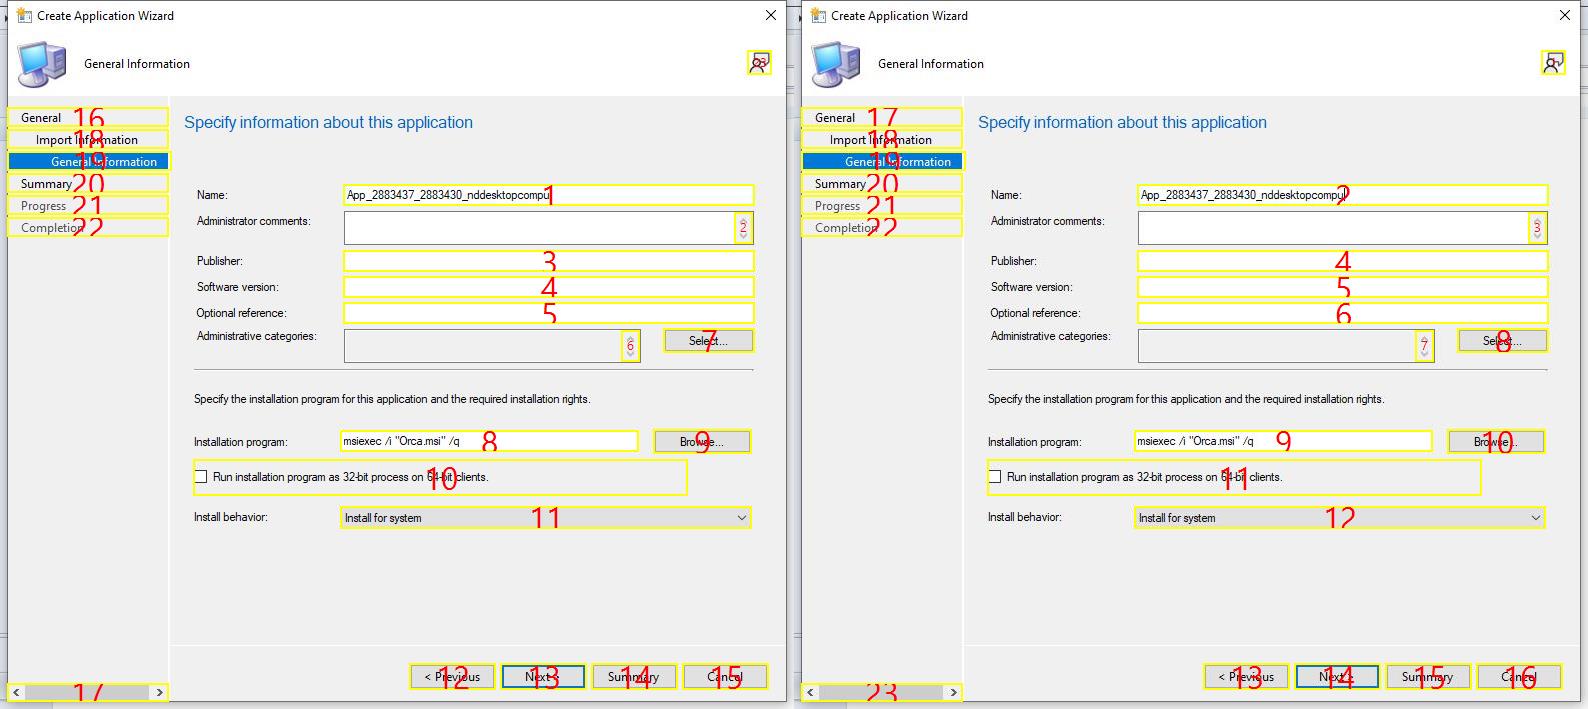 Create Application Wizard
General Information
23
General 16
Import Information 18
General Information 19
Summary 20
Progress 21
Completion 22
17
Specify information about this application
Name: App_2883437_2883430_nddesktopcompu 1
Administrator comments: 2
Publisher: 3
Software version: 4
Optional reference: 5
Administrative categories: 6 Select... 7
Specify the installation program for this application and the required installation rights.
Installation program: msiexec /i "Orca.msi" /q 8 Browse... 9
Run installation program as 32-bit process on 64-bit clients. 10
Install behavior: Install for system 11
< Previous 12 Next > 13 Summary 14 Cancel 15
Create Application Wizard
General Information
1
General 17
Import Information 18
General Information 19
Summary 20
Progress 21
Completion 22
23
Specify information about this application
Name: App_2883437_2883430_nddesktopcompu 2
Administrator comments: 3
Publisher: 4
Software version: 5
Optional reference: 6
Administrative categories: 7 Select... 8
Specify the installation program for this application and the required installation rights.
Installation program: msiexec /i "Orca.msi" /q 9 Browse... 10
Run installation program as 32-bit process on 64-bit clients. 11
Install behavior: Install for system 12
< Previous 13 Next > 14 Summary 15 Cancel 16